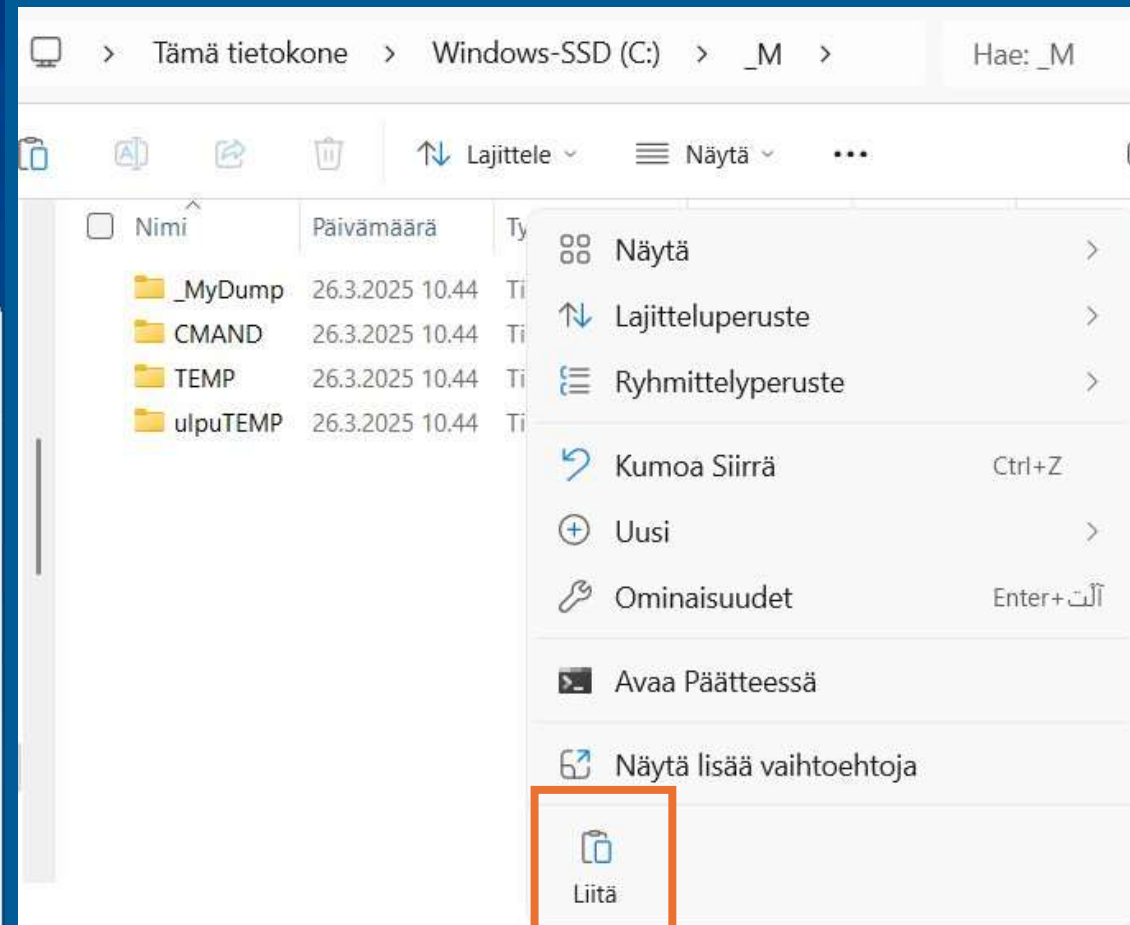 > Tämä tietokone > Windows-SSD (C:) > _M >
Hae: _M
Lajittele
Näytä
Nimi Päivämäärä Ty
_MyDump 26.3.2025 10.44 Ti
CMAND 26.3.2025 10.44 Ti
TEMP 26.3.2025 10.44 Ti
ulpuTEMP 26.3.2025 10.44 Ti
Näytä
Lajitteluperuste
Ryhmittelyperuste
Kumoa Siirrä Ctrl+Z
Uusi
Ominaisuudet Enter+آلْت
Avaa Päätteessä
Näytä lisää vaihtoehtoja
Liitä